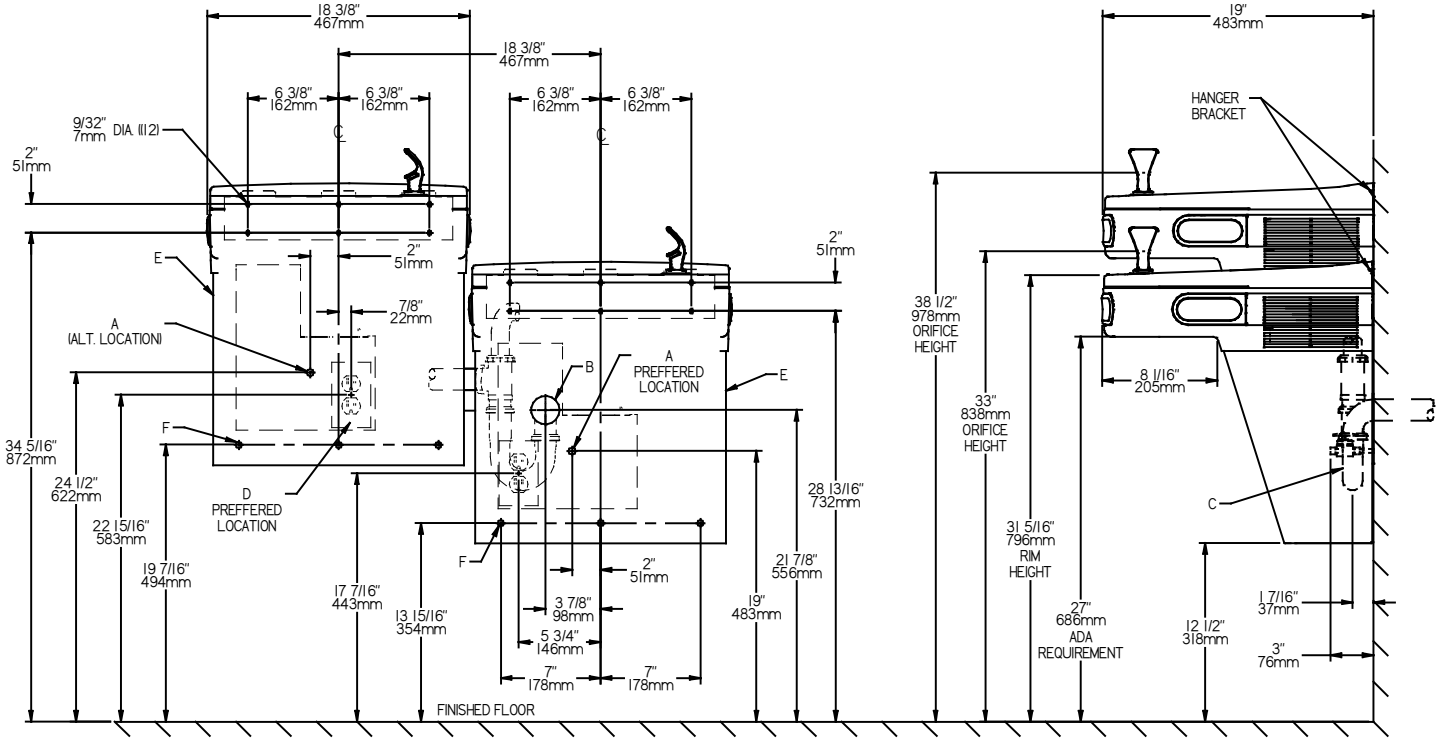 18 3/8"
467mm
18 3/8"
467mm
6 3/8"
162mm
6 3/8"
162mm
6 3/8"
162mm
6 3/8"
162mm
9/32"
7mm DIA. (112)
2"
51mm
E
2"
51mm
7/8"
22mm
A
(ALT. LOCATION)
F
34 5/16"
872mm
24 1/2"
622mm
22 15/16"
583mm
19 7/16"
494mm
D
PREFFERED
LOCATION
2"
51mm
B
A
PREFFERED
LOCATION
E
F
17 7/16"
443mm
13 15/16"
354mm
2"
51mm
3 7/8"
98mm
5 3/4"
146mm
7"
178mm
7"
178mm
19"
483mm
21 7/8"
556mm
28 13/16"
732mm
FINISHED FLOOR
19"
483mm
HANGER
BRACKET
38 1/2"
978mm
ORIFICE
HEIGHT
33"
838mm
ORIFICE
HEIGHT
8 1/16"
205mm
31 5/16"
796mm
RIM
HEIGHT
27"
686mm
ADA
REQUIREMENT
C
12 1/2"
318mm
1 7/16"
37mm
3"
76mm